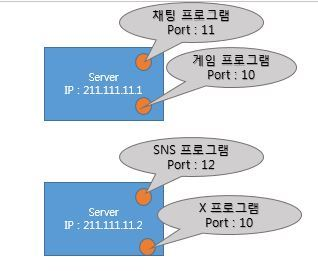 채팅 프로그램
Port : 11
게임 프로그램
Port : 10
Server
IP : 211.111.11.1
SNS 프로그램
Port : 12
X 프로그램
Port : 10
Server
IP : 211.111.11.2